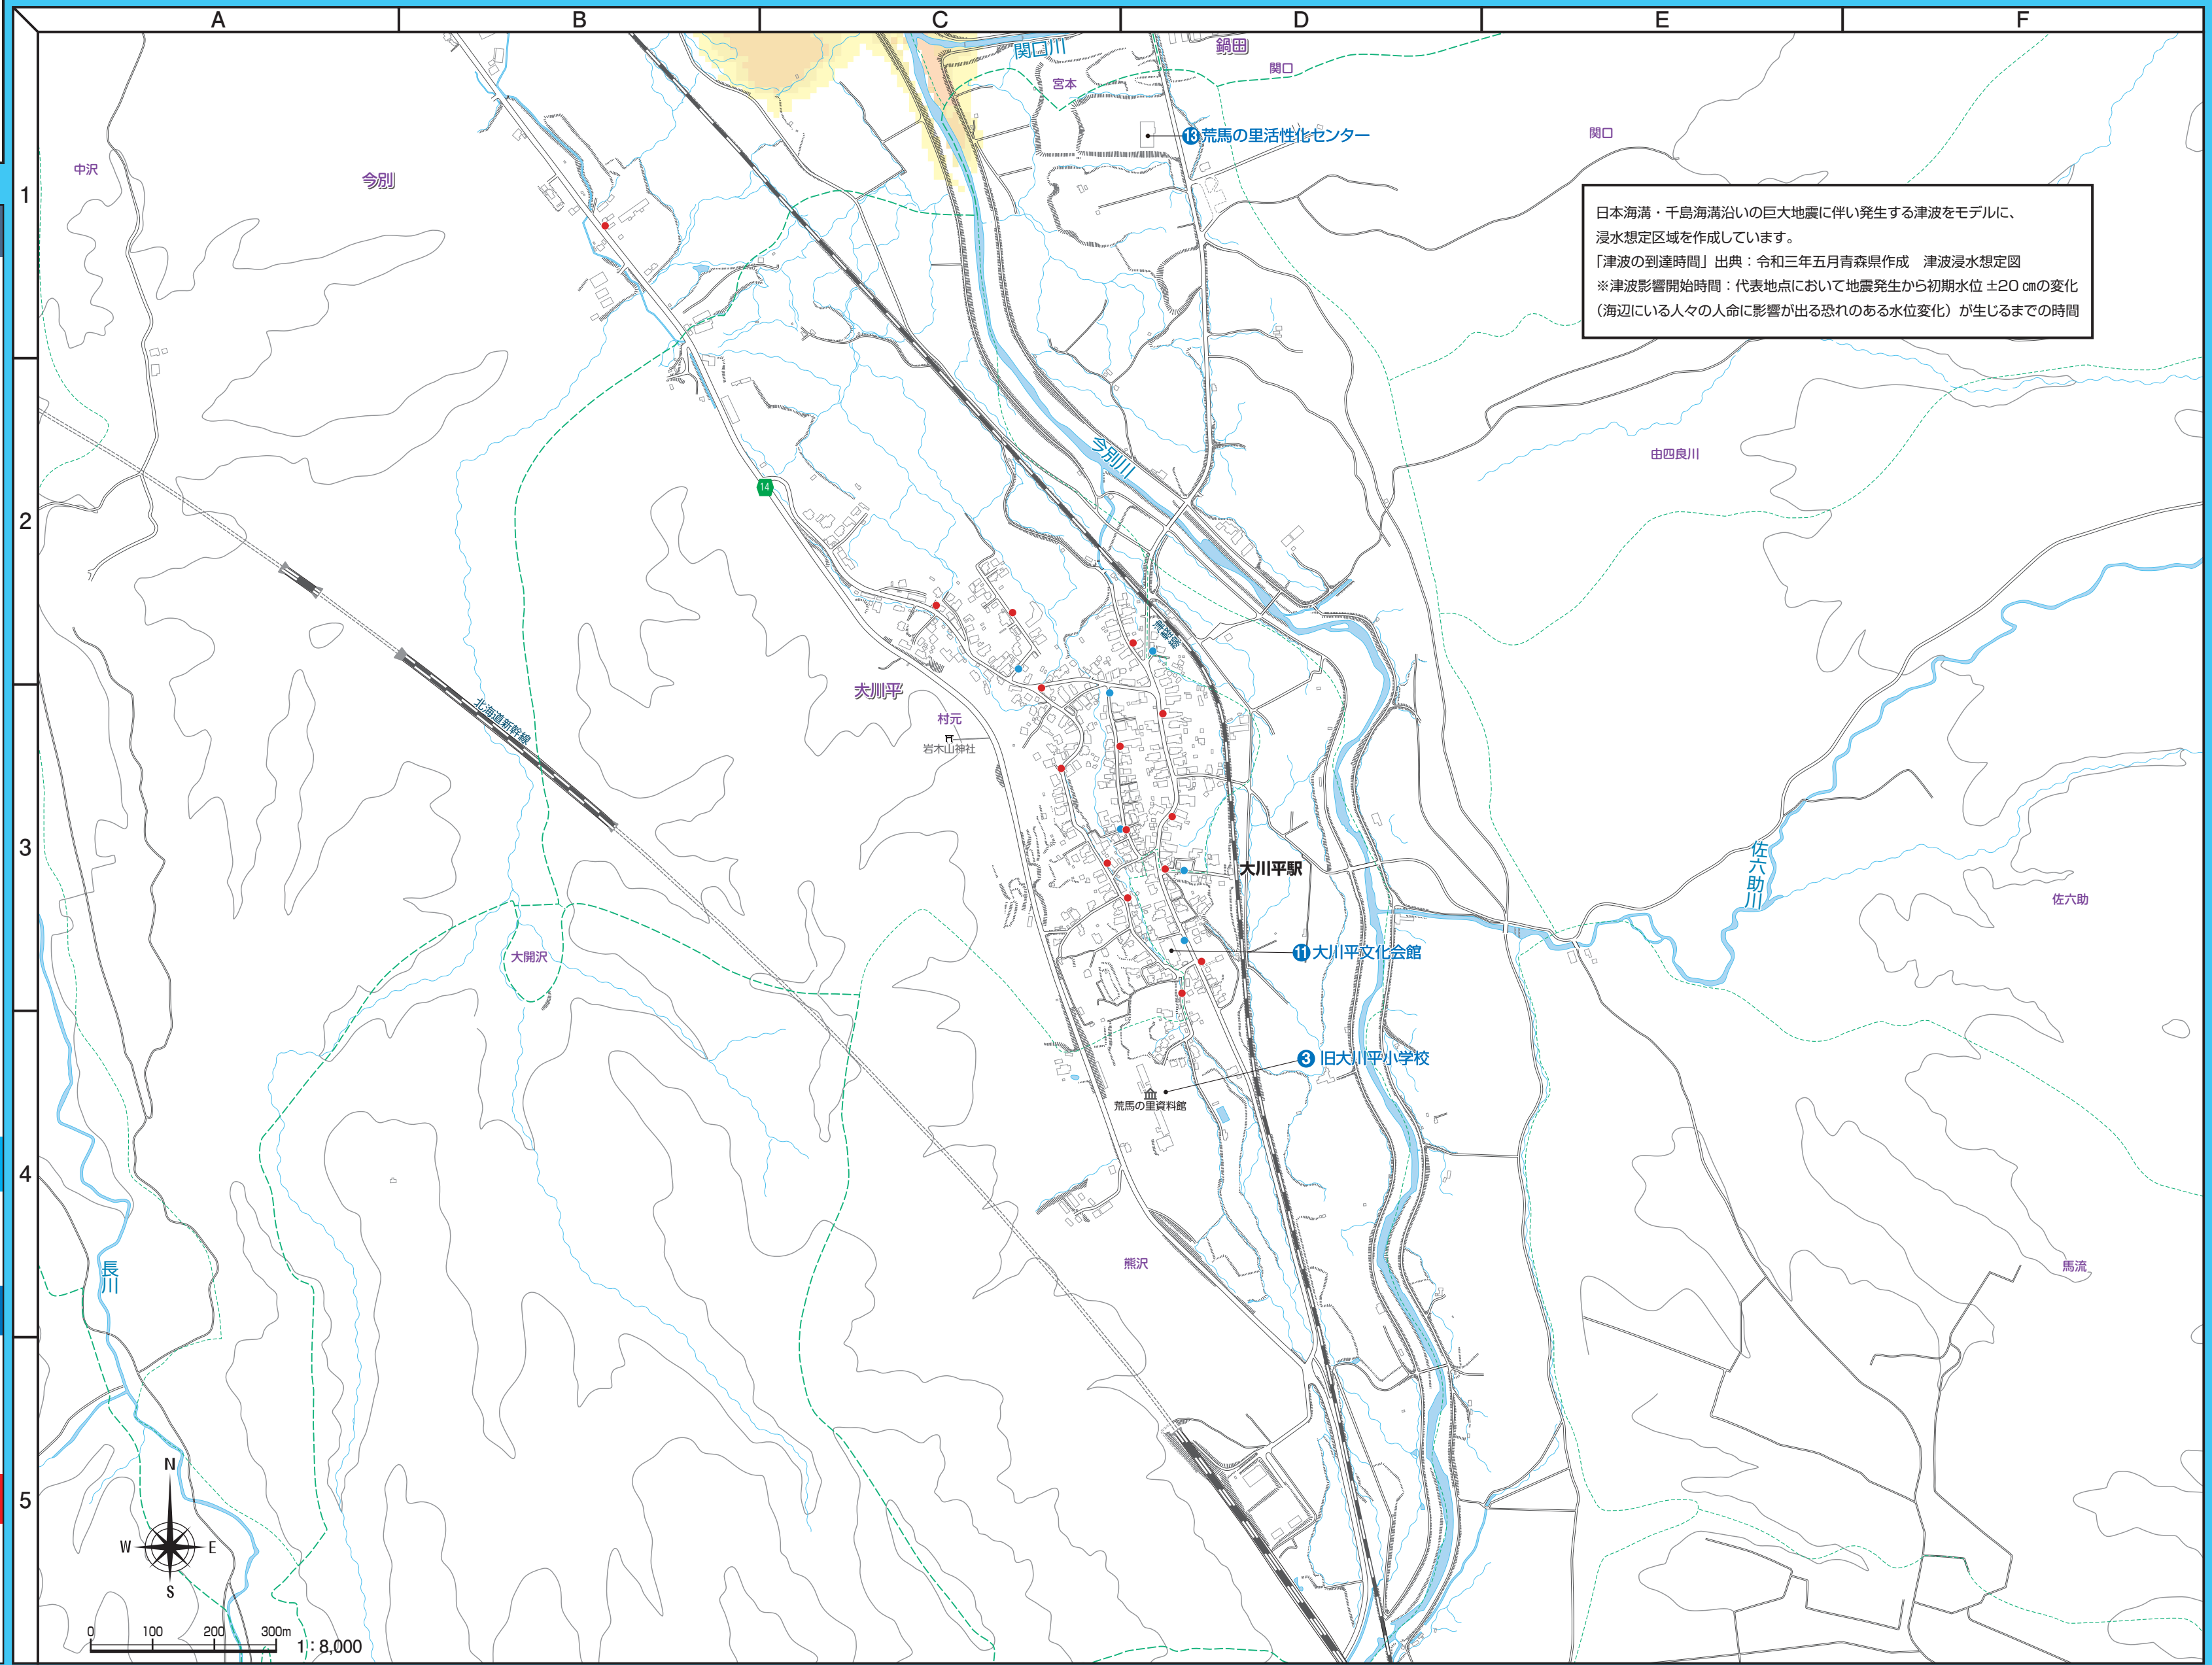 A
B
C
D
E
F
1
2
3
4
5
関口川
鍋田
関口
宮本
⑬荒馬の里活性化センター
関口
中沢
今別
日本海溝・千島海溝沿いの巨大地震に伴い発生する津波をモデルに、
浸水想定区域を作成しています。
「津波の到達時間」出典：令和三年五月青森県作成　津波浸水想定図
※津波影響開始時間：代表地点において地震発生から初期水位 ±20 ㎝の変化
（海辺にいる人々の人命に影響が出る恐れのある水位変化）が生じるまでの時間
今別川
由四良川
14
津軽線
大川平
村元
岩木山神社
北海道新幹線
大川平駅
佐六助川
佐六助
大開沢
⑪大川平文化会館
③ 旧大川平小学校
荒馬の里資料館
長川
熊沢
馬流
N
W
E
S
0 100 200 300m
1：8,000